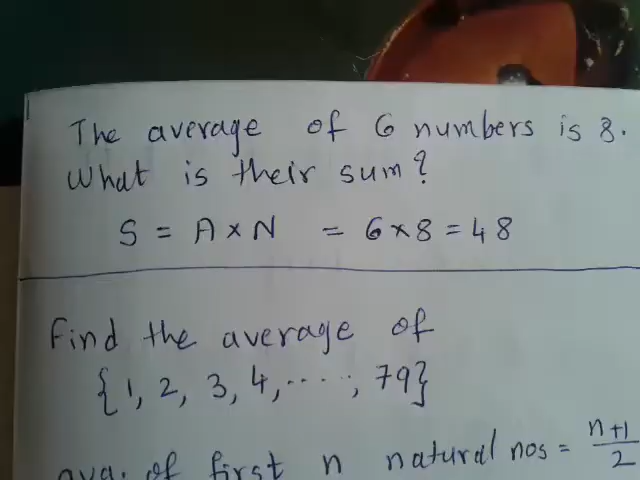 The average of 6 numbers is 8.
What is their sum?
S = A × N = 6×8 = 48
Find the average of
{1, 2, 3, 4, ....., 79}
avg. of first n natural nos = n+1/2